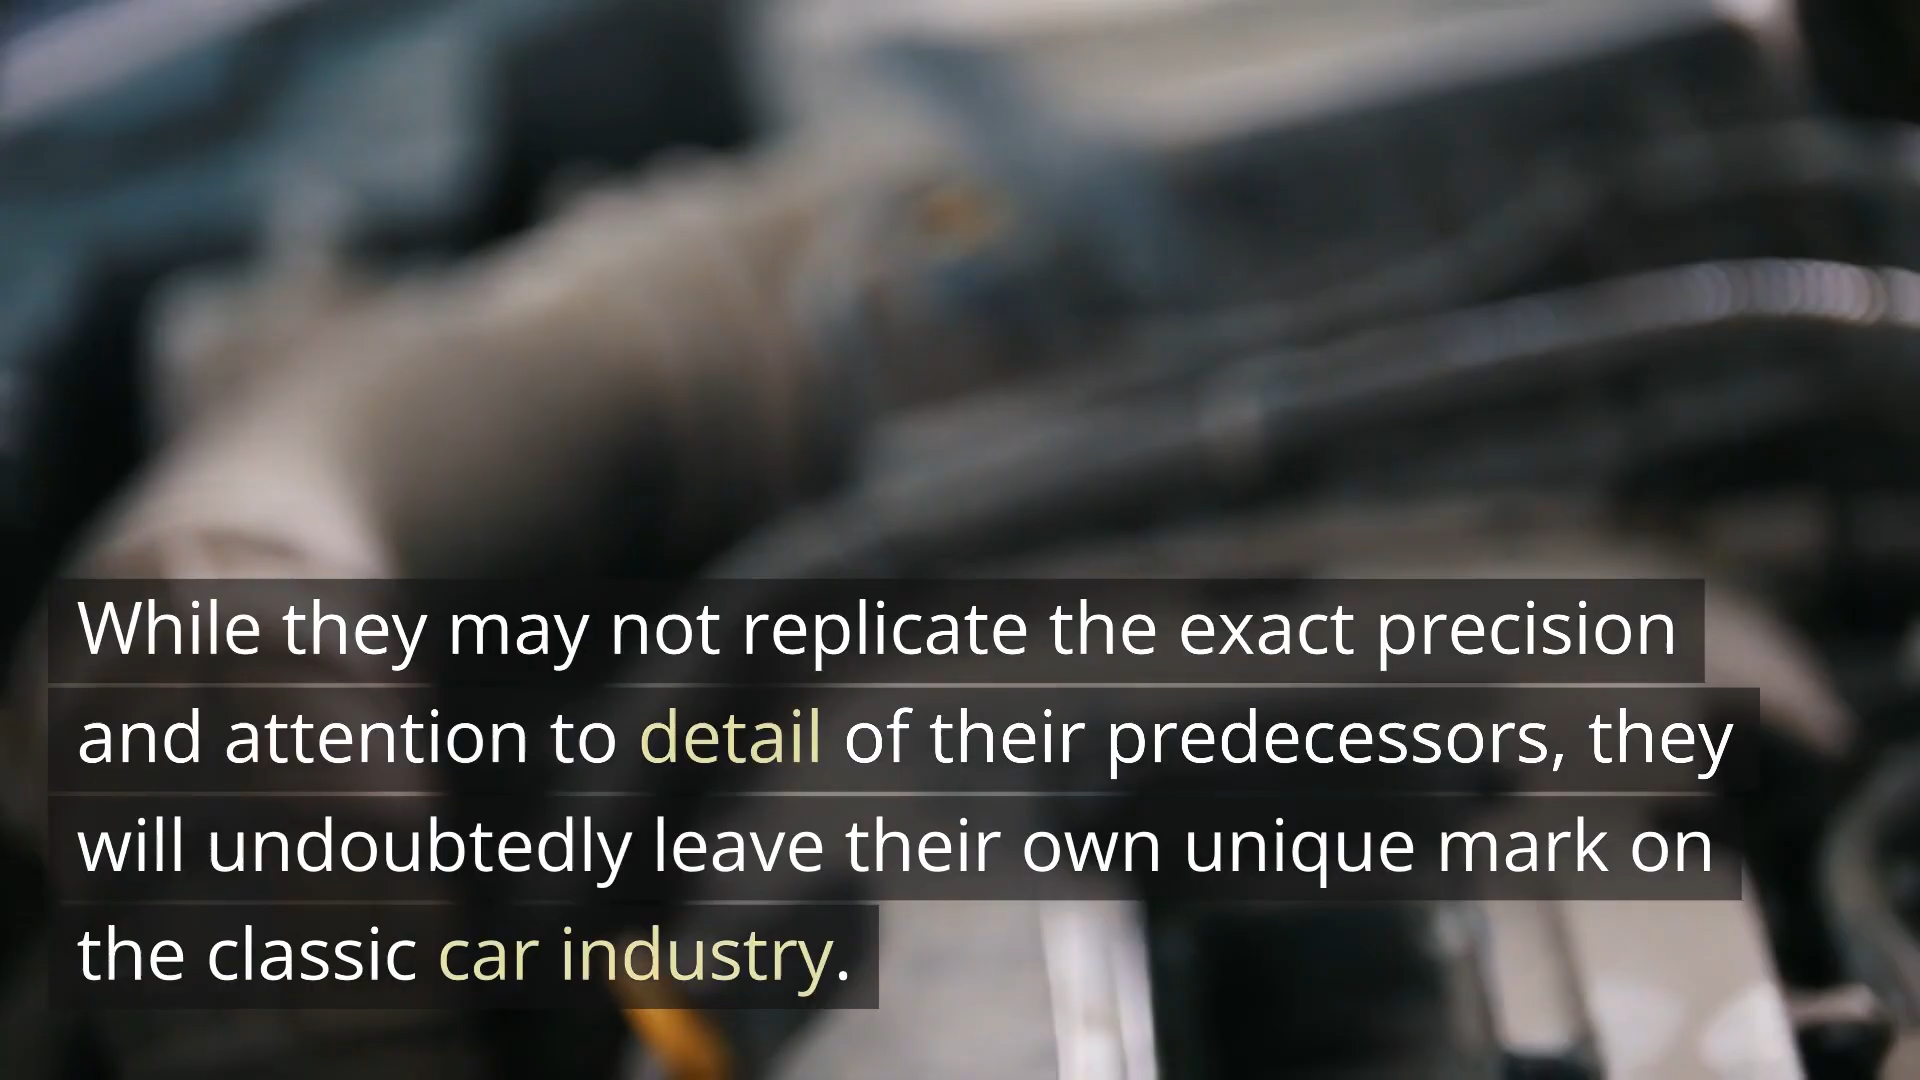 While they may not replicate the exact precision
and attention to detail of their predecessors, they
will undoubtedly leave their own unique mark on
the classic car industry.